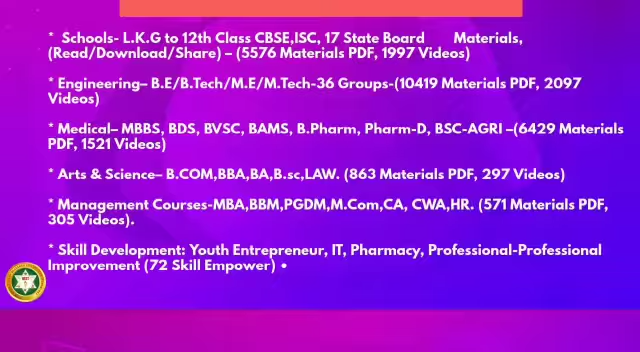 * Schools- L.K.G to 12th Class CBSE,ISC, 17 State Board Materials,
(Read/Download/Share) – (5576 Materials PDF, 1997 Videos)
* Engineering– B.E/B.Tech/M.E/M.Tech-36 Groups-(10419 Materials PDF, 2097
Videos)
* Medical– MBBS, BDS, BVSC, BAMS, B.Pharm, Pharm-D, BSC-AGRI –(6429 Materials
PDF, 1521 Videos)
* Arts & Science– B.COM,BBA,BA,B.sc,LAW. (863 Materials PDF, 297 Videos)
* Management Courses-MBA,BBM,PGDM,M.Com,CA, CWA,HR. (571 Materials PDF,
305 Videos).
* Skill Development: Youth Entrepreneur, IT, Pharmacy, Professional-Professional
Improvement (72 Skill Empower) •